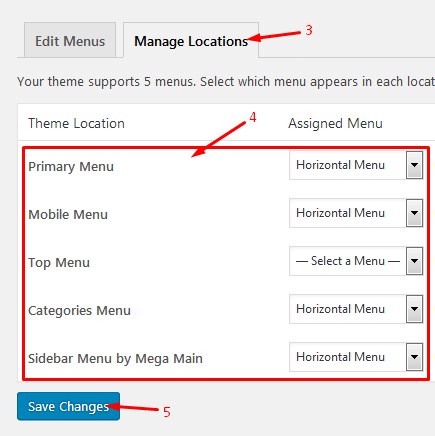 Edit Menus Manage Locations 3
Your theme supports 5 menus. Select which menu appears in each locat
Theme Location Assigned Menu
4
Primary Menu Horizontal Menu
Mobile Menu Horizontal Menu
Top Menu — Select a Menu —
Categories Menu Horizontal Menu
Sidebar Menu by Mega Main Horizontal Menu
Save Changes 5